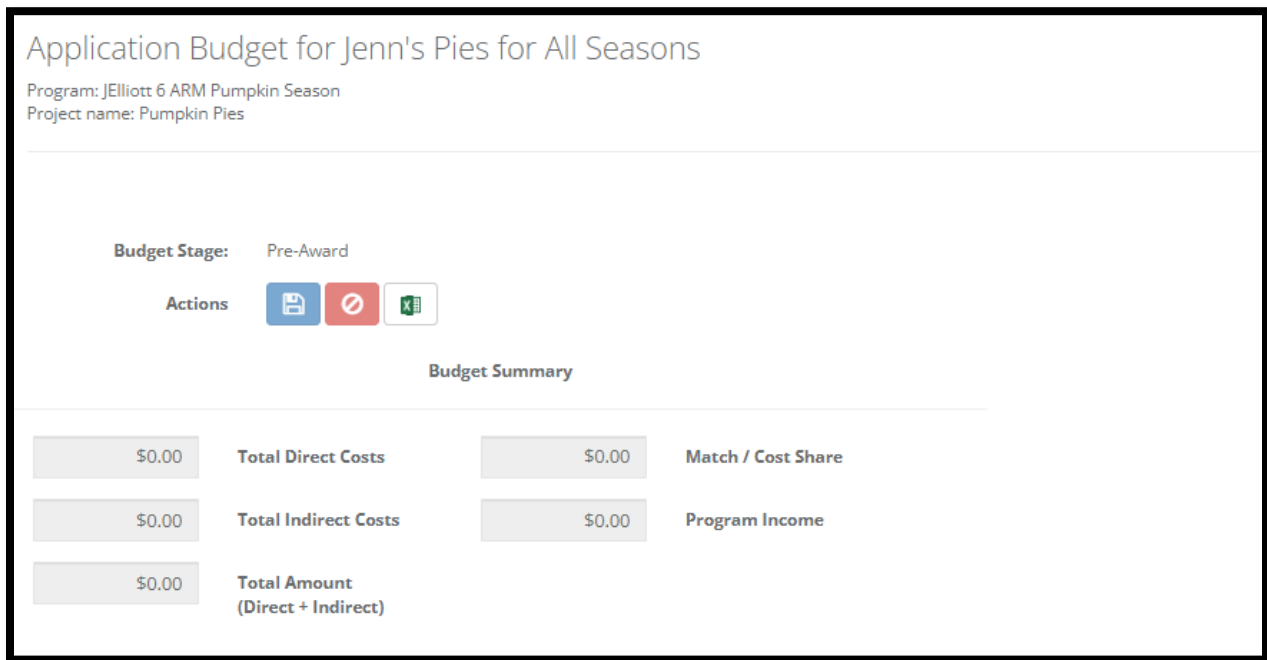 Application Budget for Jenn's Pies for All Seasons
Program: JElliott 6 ARM Pumpkin Season
Project name: Pumpkin Pies
Budget Stage: Pre-Award
Actions
Budget Summary
$0.00 Total Direct Costs $0.00 Match / Cost Share
$0.00 Total Indirect Costs $0.00 Program Income
$0.00 Total Amount
(Direct + Indirect)